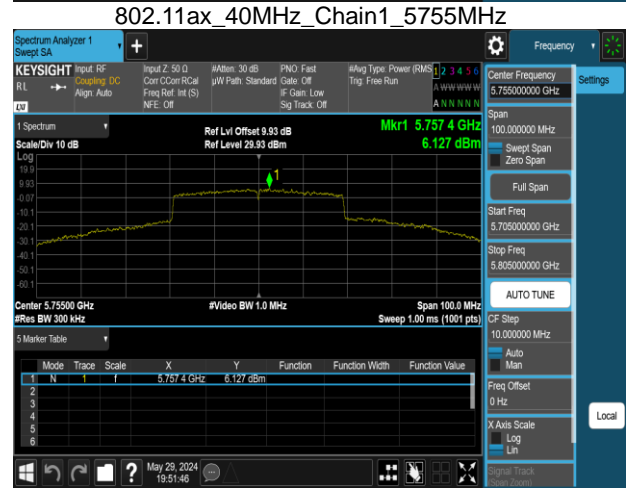 802.11ax_40MHz_Chain1_5755MHz
Spectrum Analyzer 1
Swept SA
+
Frequency
KEYSIGHT
RL
LXI
Input: RF
Coupling: DC
Align: Auto
Input Z: 50 Ω
Corr CCorr RCal
Freq Ref: Int (S)
NFE: Off
#Atten: 30 dB
µW Path: Standard
PNO: Fast
Gate: Off
IF Gain: Low
Sig Track: Off
#Avg Type: Power (RMS
Trig: Free Run
1 2 3 4 5 6
A W W W W W
A N N N N N
Center Frequency
5.755000000 GHz
Settings
1 Spectrum
Scale/Div 10 dB
Ref Lvl Offset 9.93 dB
Ref Level 29.93 dBm
Mkr1 5.757 4 GHz
6.127 dBm
Log
19.9
9.93
-0.07
-10.1
-20.1
-30.1
-40.1
-50.1
-60.1
1
Center 5.75500 GHz
#Res BW 300 kHz
#Video BW 1.0 MHz
Span 100.0 MHz
Sweep 1.00 ms (1001 pts)
Span
100.000000 MHz
Swept Span
Zero Span
Full Span
Start Freq
5.705000000 GHz
Stop Freq
5.805000000 GHz
AUTO TUNE
CF Step
10.000000 MHz
Auto
Man
Freq Offset
0 Hz
X Axis Scale
Log
Lin
Signal Track
(Span Zoom)
Local
5 Marker Table
Mode Trace Scale X Y Function Function Width Function Value
1 N 1 f 5.757 4 GHz 6.127 dBm
2
3
4
5
6
?
May 29, 2024
19:51:46